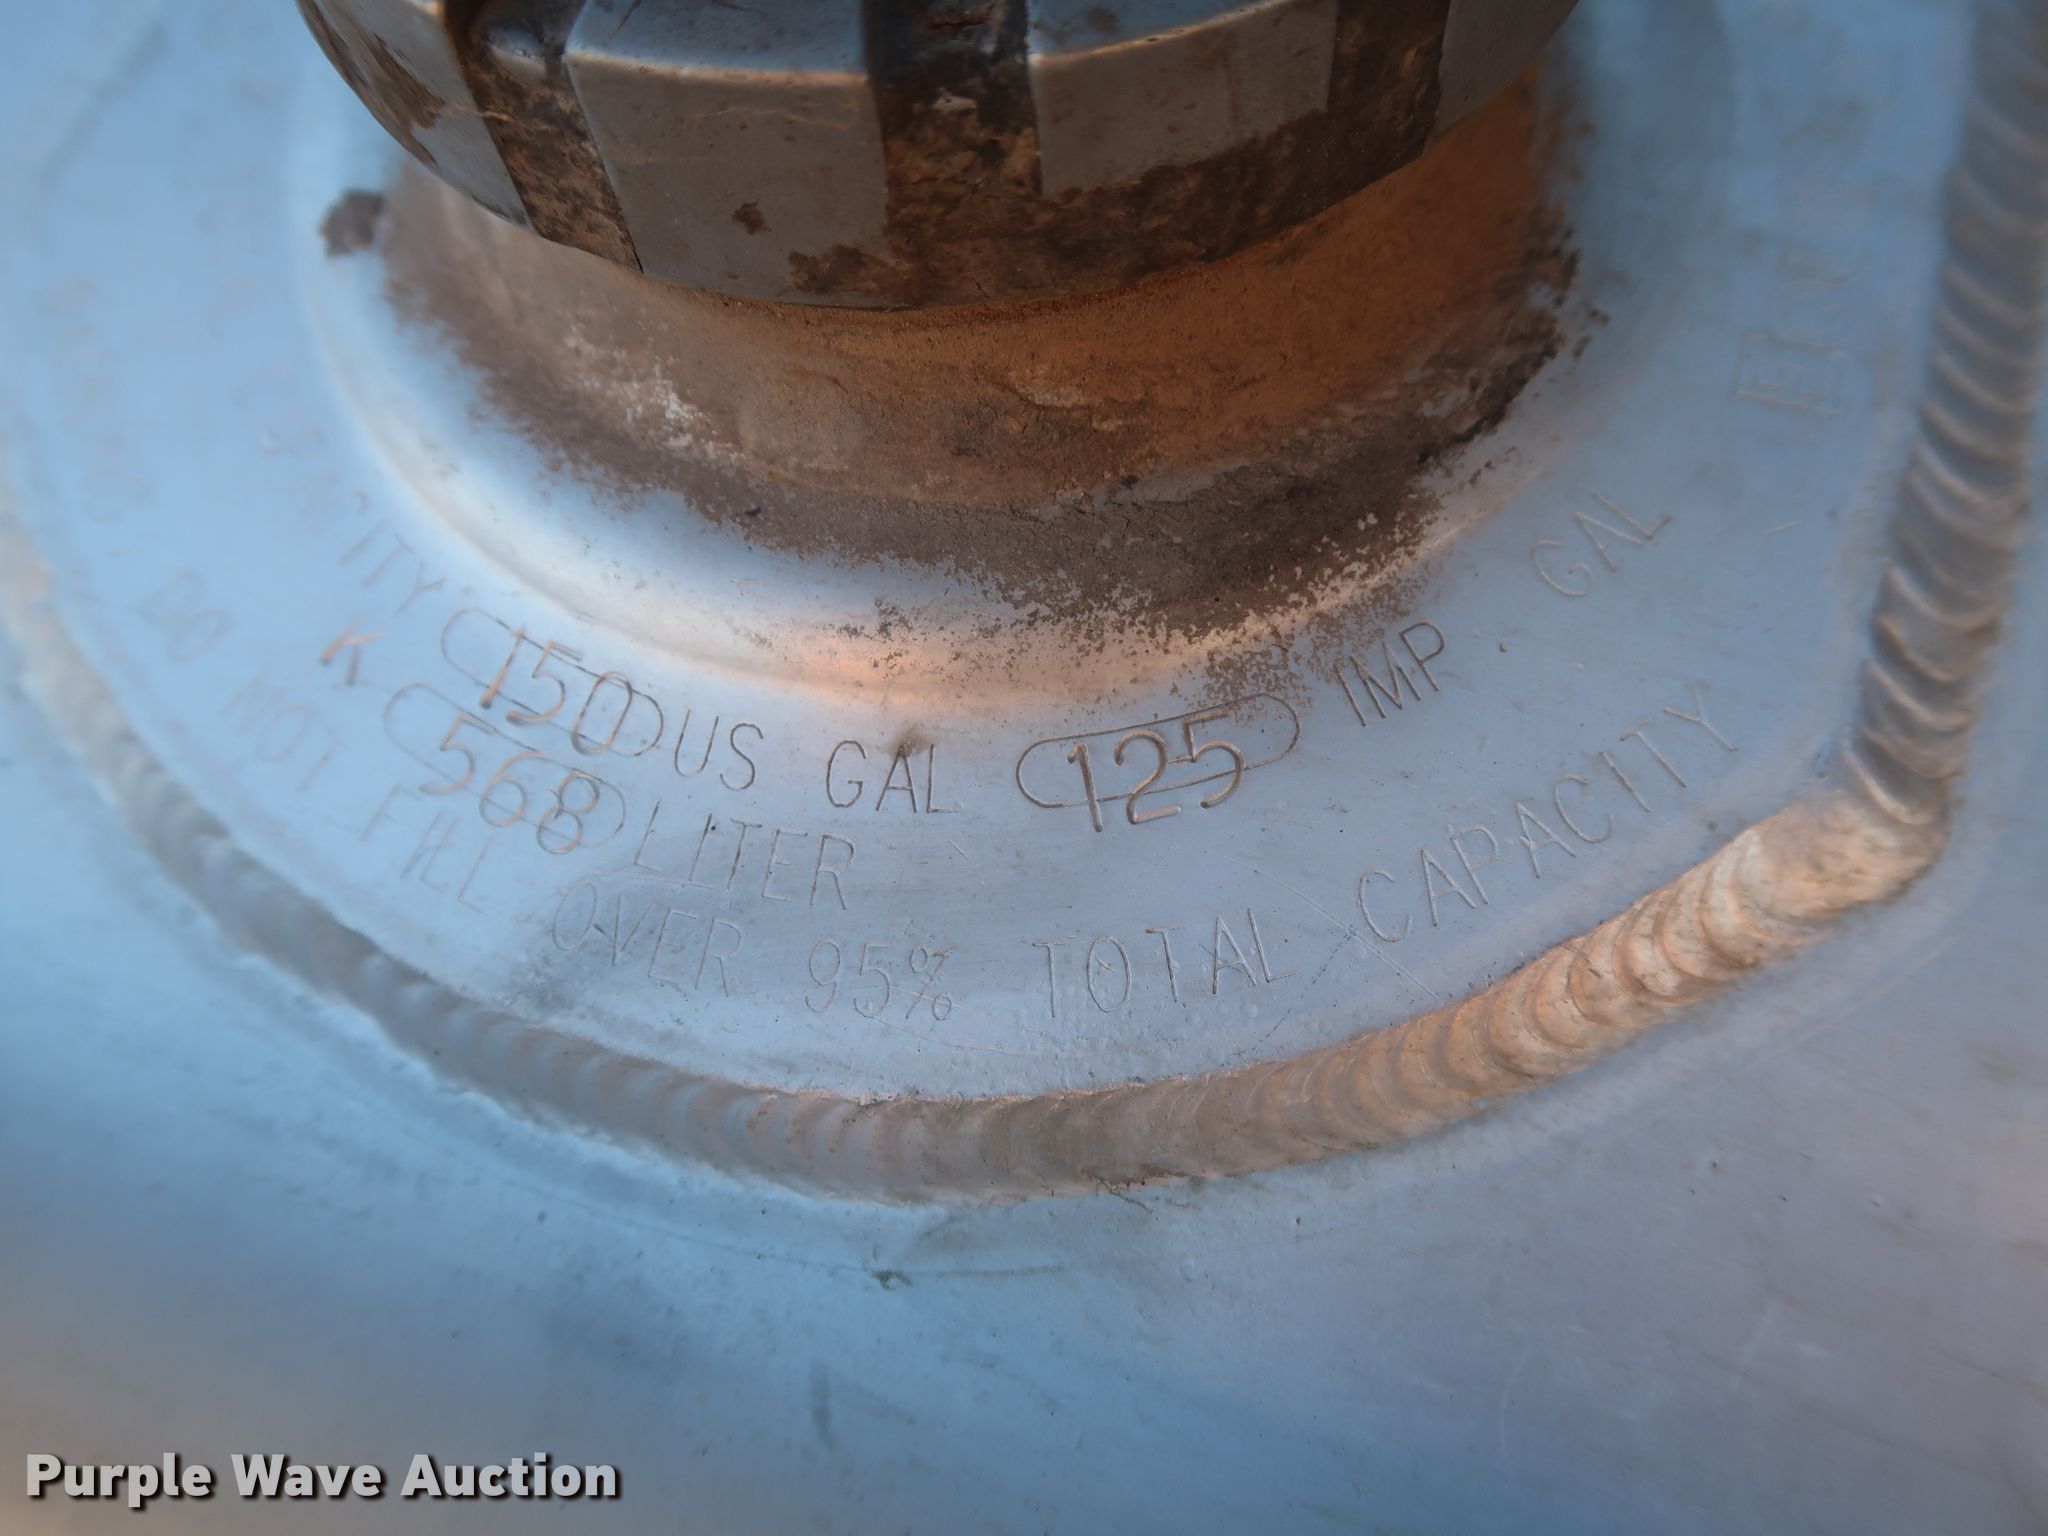 TOTAL CAPACITY 150 US GAL 125 IMP. GAL
K 568 LITER
DO NOT FILL OVER 95% TOTAL CAPACITY
Purple Wave Auction